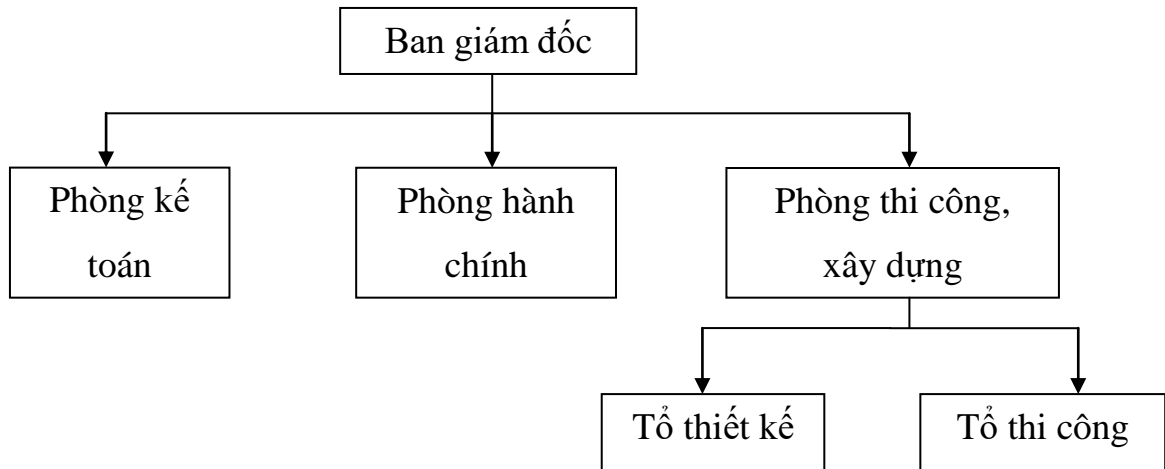 Ban giám đốc
Phòng kế
toán
Phòng hành
chính
Phòng thi công,
xây dựng
Tổ thiết kế
Tổ thi công